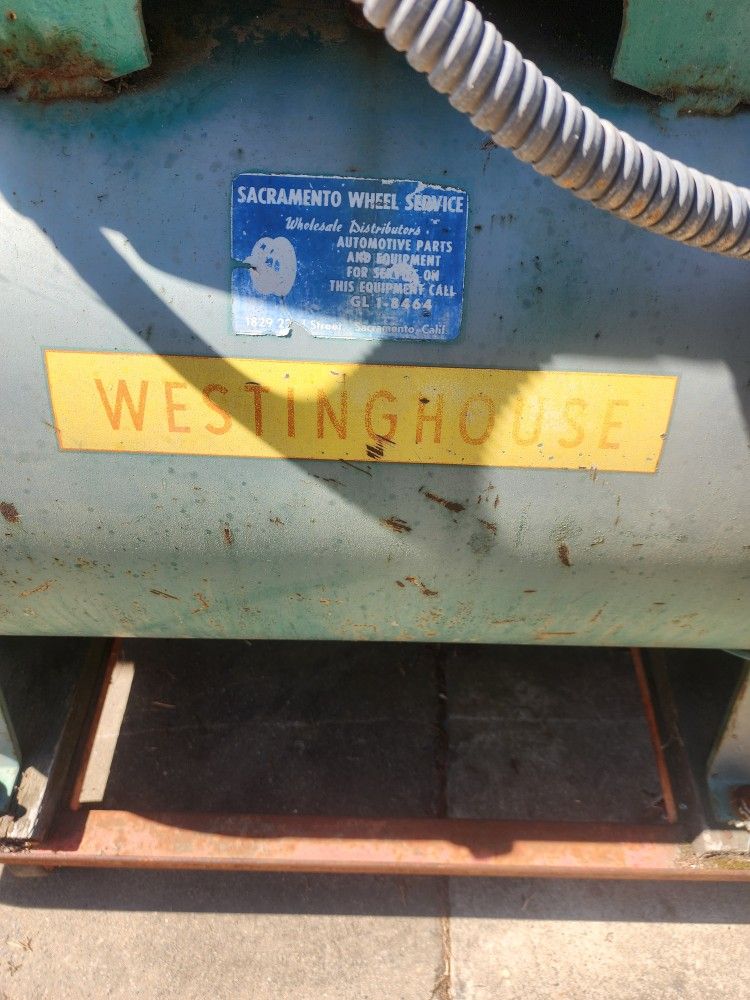 SACRAMENTO WHEEL SERVICE
Wholesale Distributors
AUTOMOTIVE PARTS
AND EQUIPMENT
FOR SERVICE ON
THIS EQUIPMENT CALL
GL 1-8464
Street Sacramento Calif.
WESTINGHOUSE